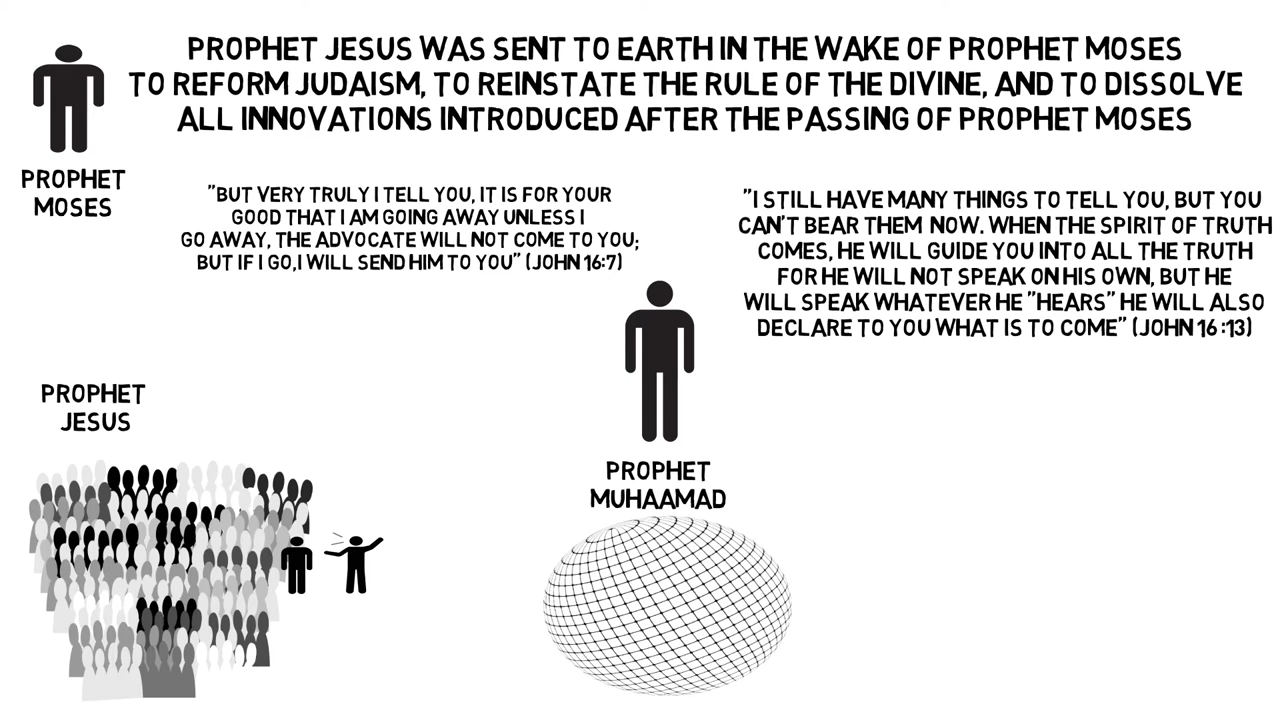 PROPHET JESUS WAS SENT TO EARTH IN THE WAKE OF PROPHET MOSES
TO REFORM JUDAISM, TO REINSTATE THE RULE OF THE DIVINE, AND TO DISSOLVE
ALL INNOVATIONS INTRODUCED AFTER THE PASSING OF PROPHET MOSES
PROPHET
MOSES
"BUT VERY TRULY I TELL YOU, IT IS FOR YOUR
GOOD THAT I AM GOING AWAY UNLESS I
GO AWAY, THE ADVOCATE WILL NOT COME TO YOU;
BUT IF I GO,I WILL SEND HIM TO YOU" (JOHN 16:7)
"I STILL HAVE MANY THINGS TO TELL YOU, BUT YOU
CAN'T BEAR THEM NOW. WHEN THE SPIRIT OF TRUTH
COMES, HE WILL GUIDE YOU INTO ALL THE TRUTH
FOR HE WILL NOT SPEAK ON HIS OWN, BUT HE
WILL SPEAK WHATEVER HE "HEARS" HE WILL ALSO
DECLARE TO YOU WHAT IS TO COME" (JOHN 16:13)
PROPHET
JESUS
PROPHET
MUHAAMAD